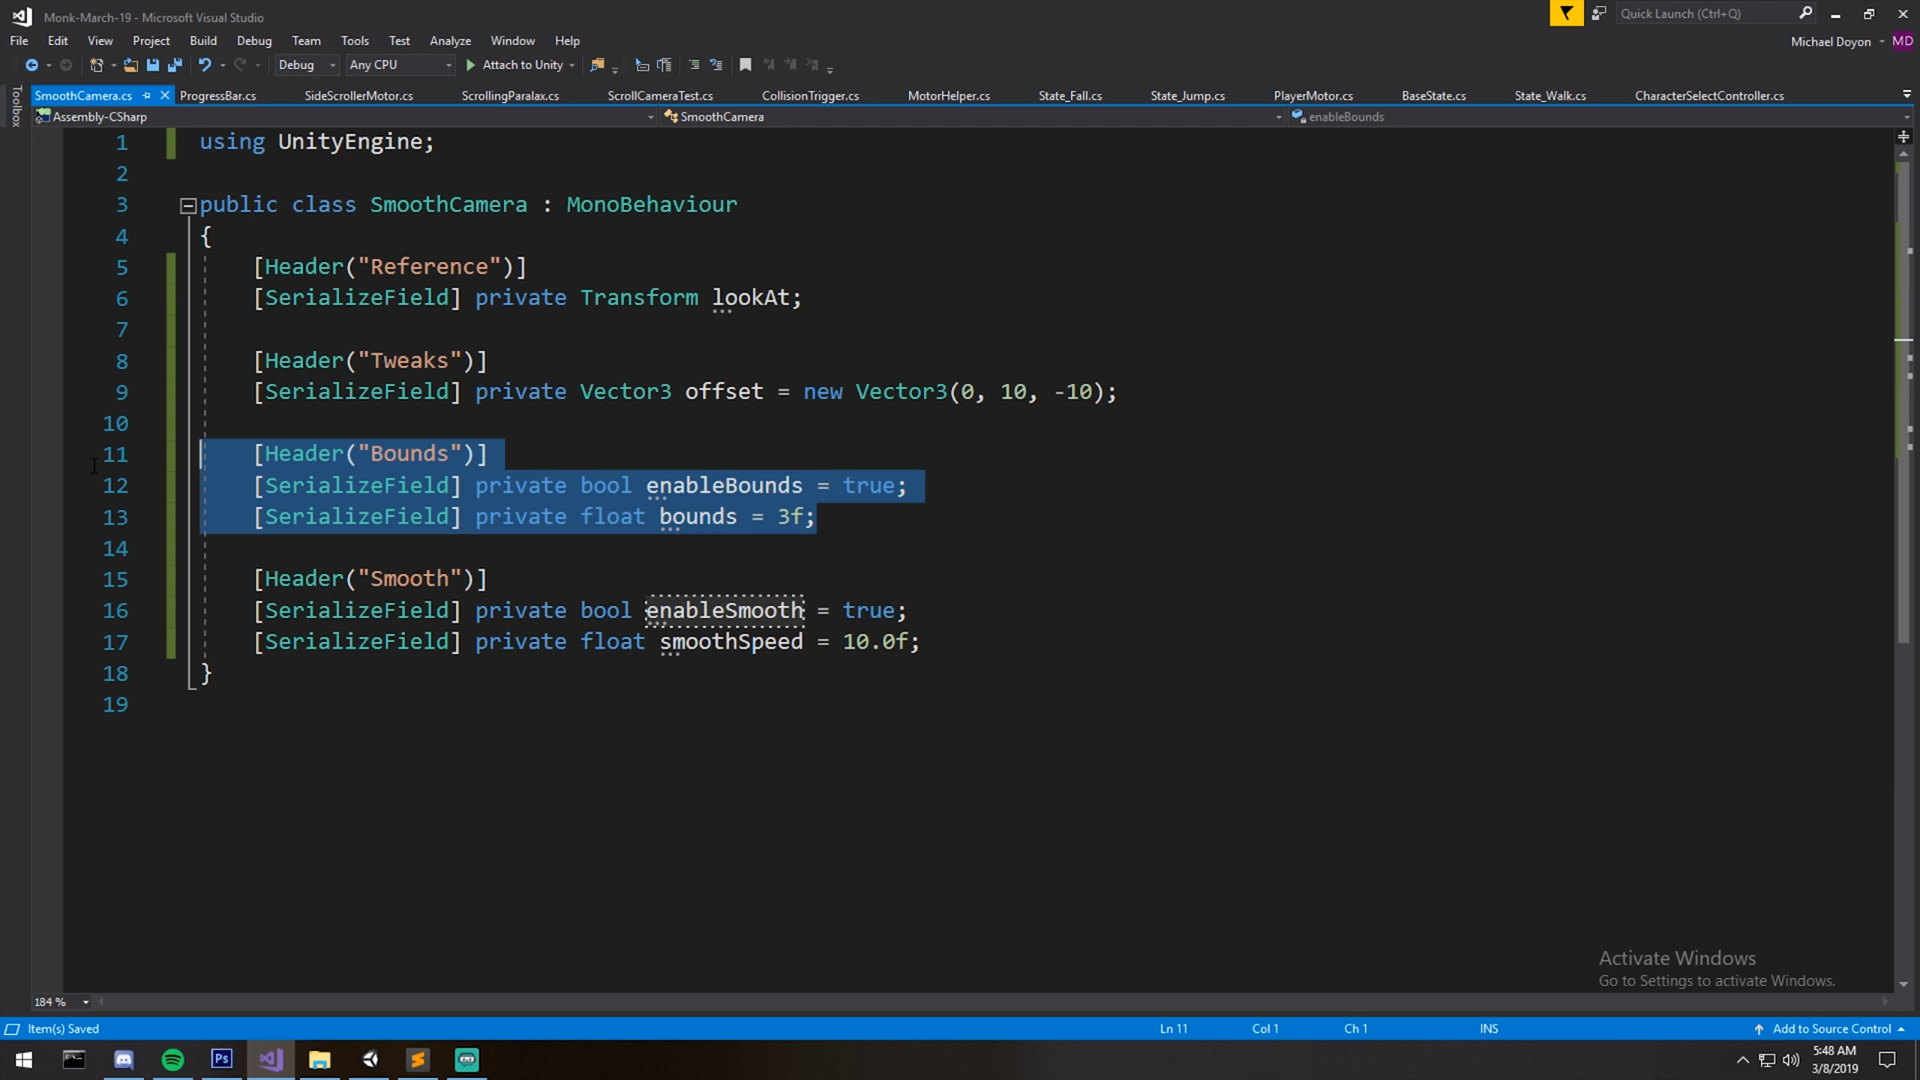 Monk-March-19 - Microsoft Visual Studio
Quick Launch (Ctrl+Q)
File Edit View Project Build Debug Team Tools Test Analyze Window Help
Michael Doyon MD
Debug Any CPU Attach to Unity
Toolbox
SmoothCamera.cs ProgressBar.cs SideScrollerMotor.cs ScrollingParalax.cs ScrollCameraTest.cs CollisionTrigger.cs MotorHelper.cs State_Fall.cs State_Jump.cs PlayerMotor.cs BaseState.cs State_Walk.cs CharacterSelectController.cs
Assembly-CSharp SmoothCamera enableBounds
1 using UnityEngine;
2
3 public class SmoothCamera : MonoBehaviour
4 {
5 [Header("Reference")]
6 [SerializeField] private Transform lookAt;
7
8 [Header("Tweaks")]
9 [SerializeField] private Vector3 offset = new Vector3(0, 10, -10);
10
11 [Header("Bounds")]
12 [SerializeField] private bool enableBounds = true;
13 [SerializeField] private float bounds = 3f;
14
15 [Header("Smooth")]
16 [SerializeField] private bool enableSmooth = true;
17 [SerializeField] private float smoothSpeed = 10.0f;
18 }
19
Activate Windows
Go to Settings to activate Windows.
184 %
Item(s) Saved Ln 11 Col 1 Ch 1 INS Add to Source Control
Ps
5:48 AM
3/8/2019